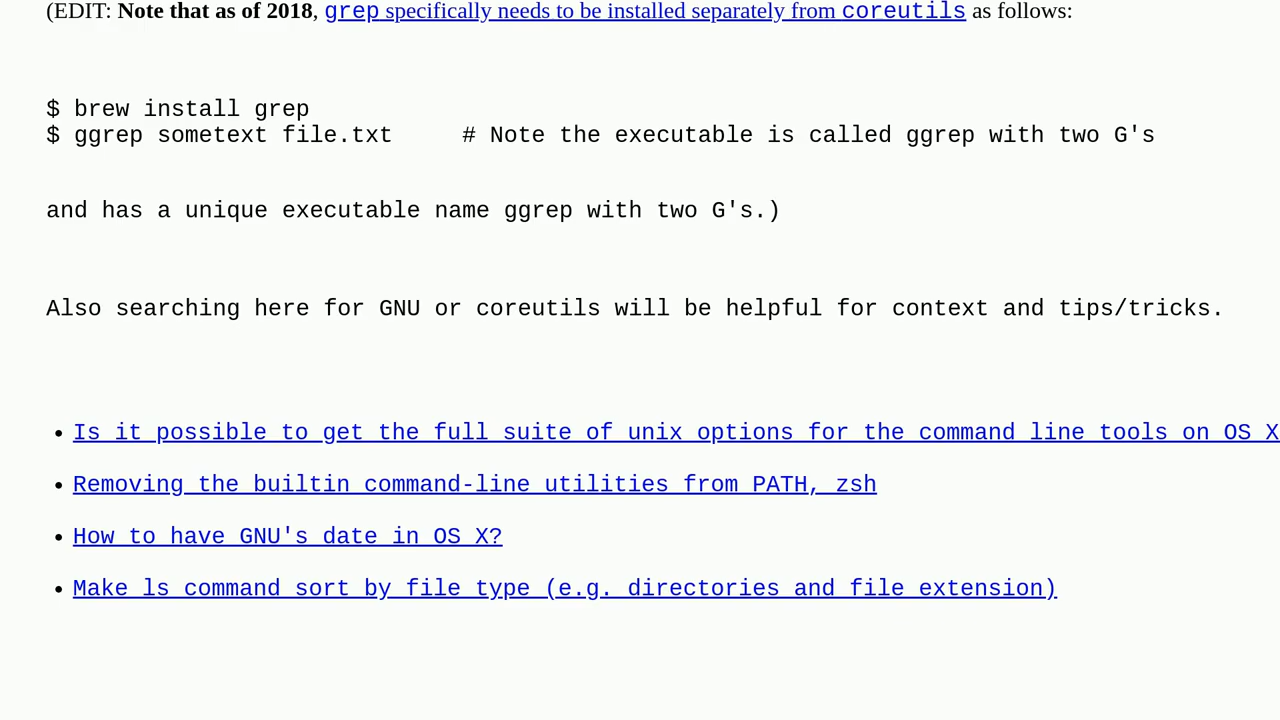 (EDIT: Note that as of 2018, grep specifically needs to be installed separately from coreutils as follows:
$ brew install grep
$ ggrep sometext file.txt     # Note the executable is called ggrep with two G's
and has a unique executable name ggrep with two G's.)
Also searching here for GNU or coreutils will be helpful for context and tips/tricks.
• Is it possible to get the full suite of unix options for the command line tools on OS X
• Removing the builtin command-line utilities from PATH, zsh
• How to have GNU's date in OS X?
• Make ls command sort by file type (e.g. directories and file extension)